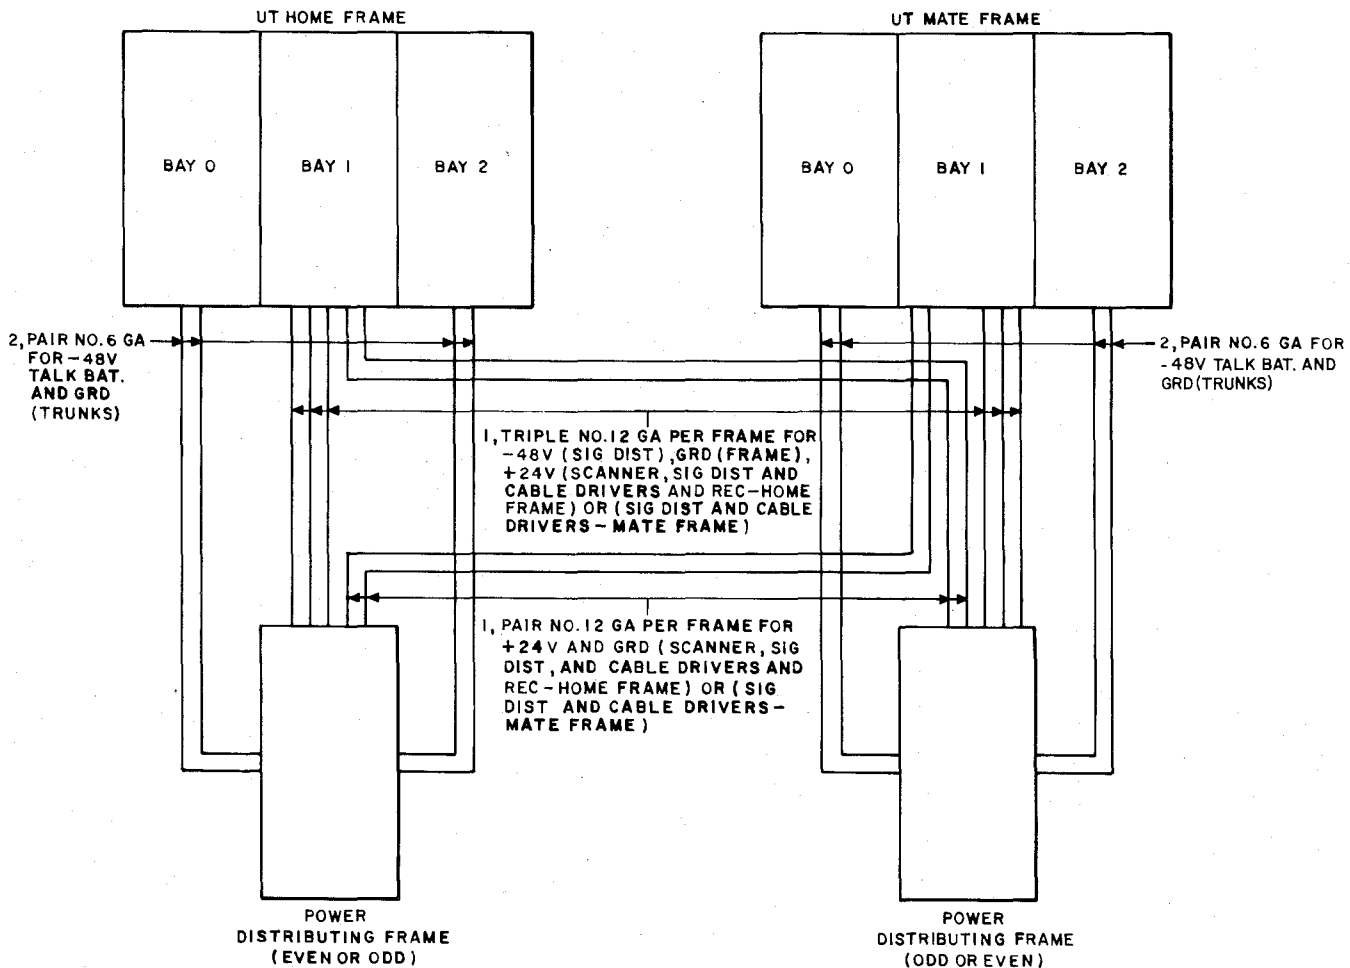 UT HOME FRAME
UT MATE FRAME
BAY 0
BAY 1
BAY 2
BAY 0
BAY 1
BAY 2
2, PAIR NO. 6 GA
FOR -48V
TALK BAT.
AND GRD
(TRUNKS)
2, PAIR NO. 6 GA FOR
-48V TALK BAT. AND
GRD (TRUNKS)
1, TRIPLE NO. 12 GA PER FRAME FOR
-48V (SIG DIST), GRD (FRAME),
+24V (SCANNER, SIG DIST AND
CABLE DRIVERS AND REC-HOME
FRAME) OR (SIG DIST AND CABLE
DRIVERS - MATE FRAME)
1, PAIR NO. 12 GA PER FRAME FOR
+24V AND GRD (SCANNER, SIG
DIST, AND CABLE DRIVERS AND
REC-HOME FRAME) OR (SIG
DIST AND CABLE DRIVERS-
MATE FRAME)
POWER
DISTRIBUTING FRAME
(EVEN OR ODD)
POWER
DISTRIBUTING FRAME
(ODD OR EVEN)